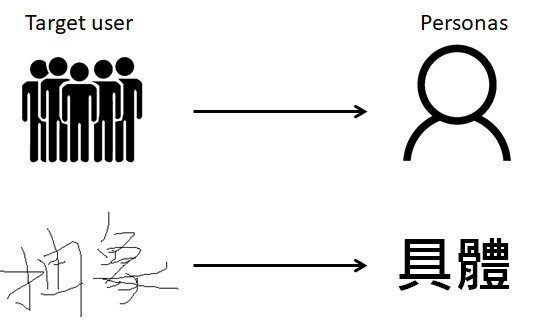 Target user
Personas
抽象
具體